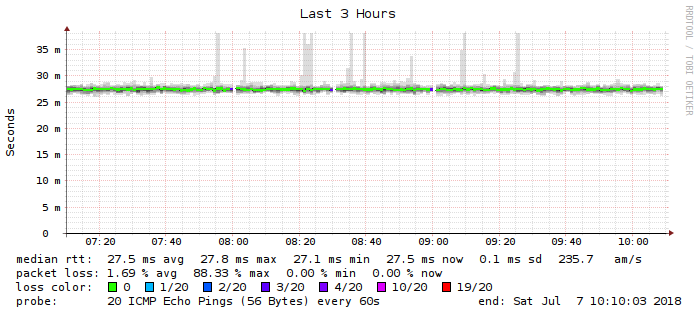 Last 3 Hours
RRDTOOL / TOBI OETIKER
Seconds
35 m
30 m
25 m
20 m
15 m
10 m
5 m
0
07:20 07:40 08:00 08:20 08:40 09:00 09:20 09:40 10:00
median rtt: 27.5 ms avg 27.8 ms max 27.1 ms min 27.5 ms now 0.1 ms sd 235.7 am/s
packet loss: 1.69 % avg 88.33 % max 0.00 % min 0.00 % now
loss color: 0 1/20 2/20 3/20 4/20 10/20 19/20
probe: 20 ICMP Echo Pings (56 Bytes) every 60s end: Sat Jul 7 10:10:03 2018